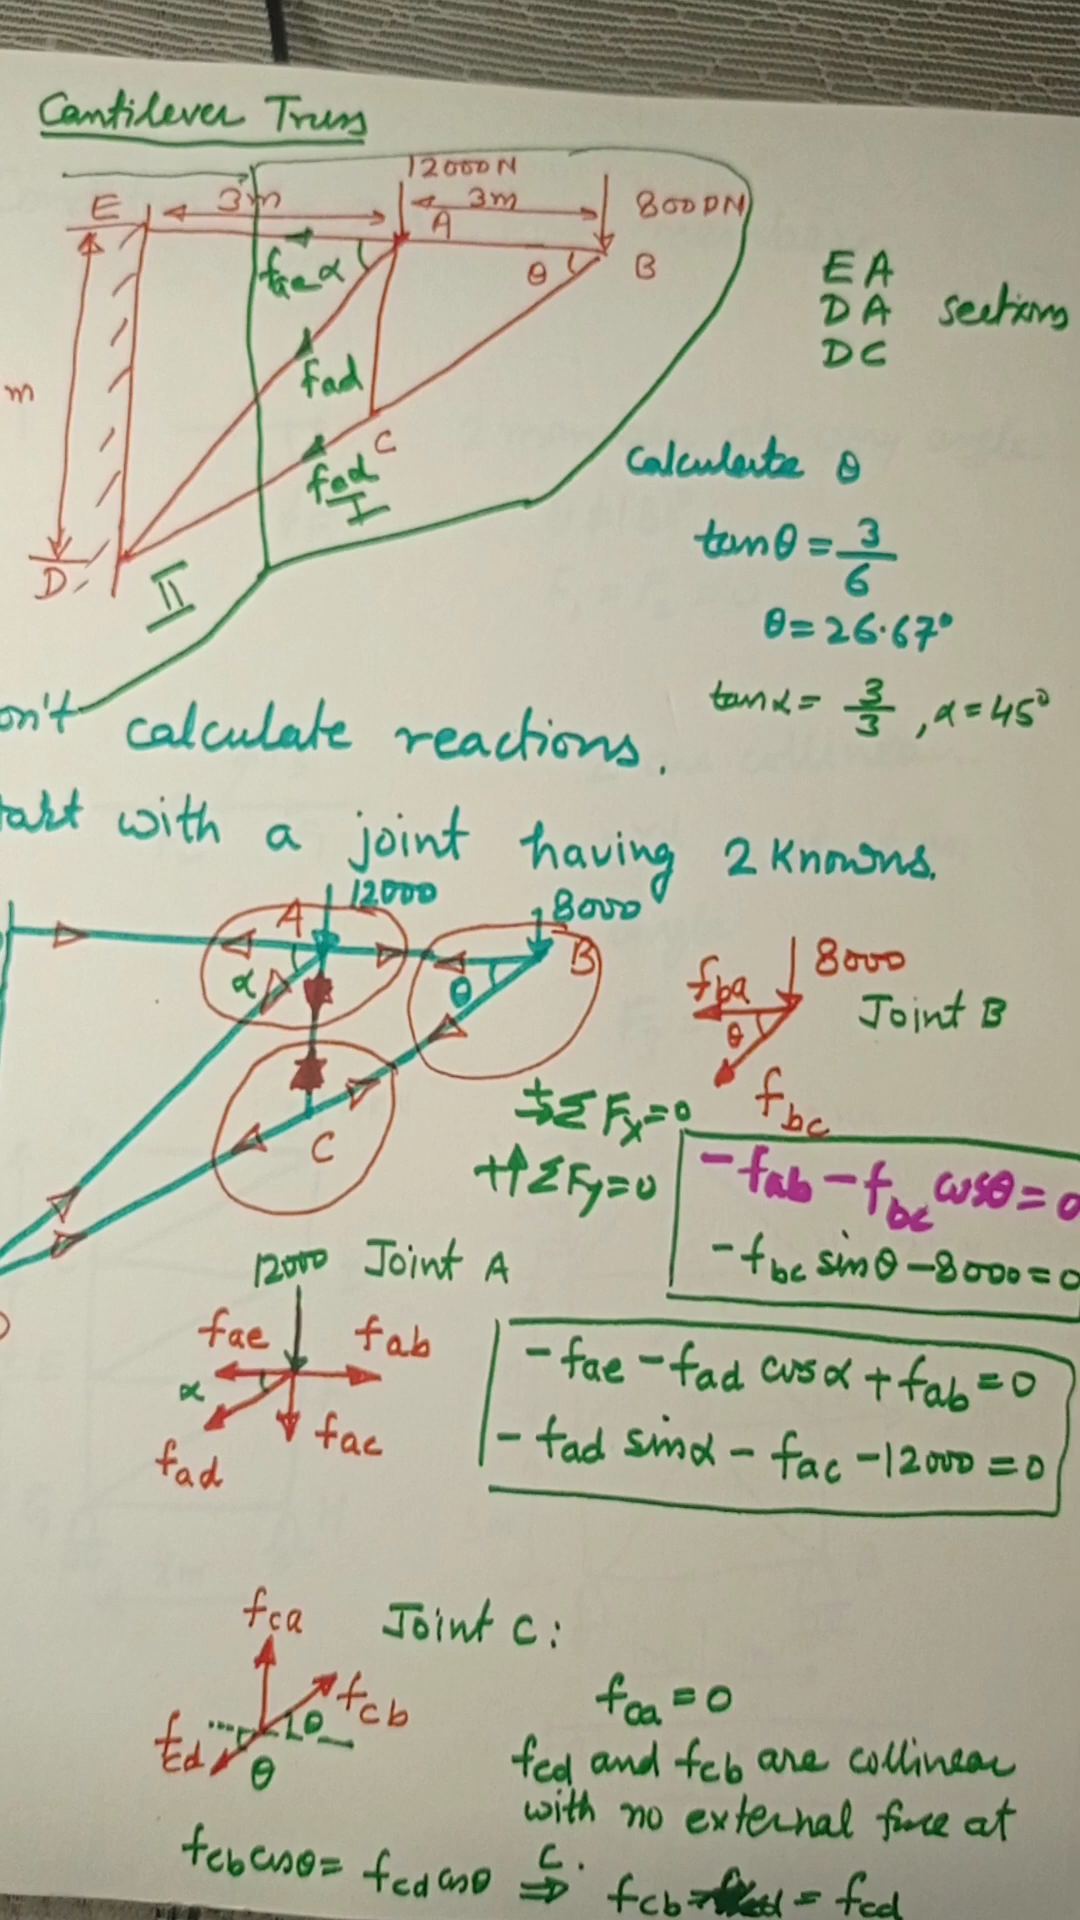 Cantilever Truss
12000N
E 3m A 3m 8000N
B
fae α θ
EA
DA sections
DC
fad
m
C
fad
I
D
II
Calculate θ
tanθ = 3/6
θ = 26.67°
tanα = 3/3 , α = 45°
on't calculate reactions.
tart with a joint having 2 Knowns.
12000 8000
A B
α θ
C
fba 8000
θ Joint B
fbc
+→ΣFx=0
+↑ΣFy=0
-fab - fbc cosθ = 0
-fbc sinθ - 8000 = 0
12000 Joint A
fae fab
α
fad fac
-fae - fad cosα + fab = 0
- fad sinα - fac - 12000 = 0
fca Joint C:
fcb
θ
fcd θ
fca = 0
fcd and fcb are collinear
with no external force at
C.
fcb cosθ = fcd cosθ ⇒ fcb = fcd